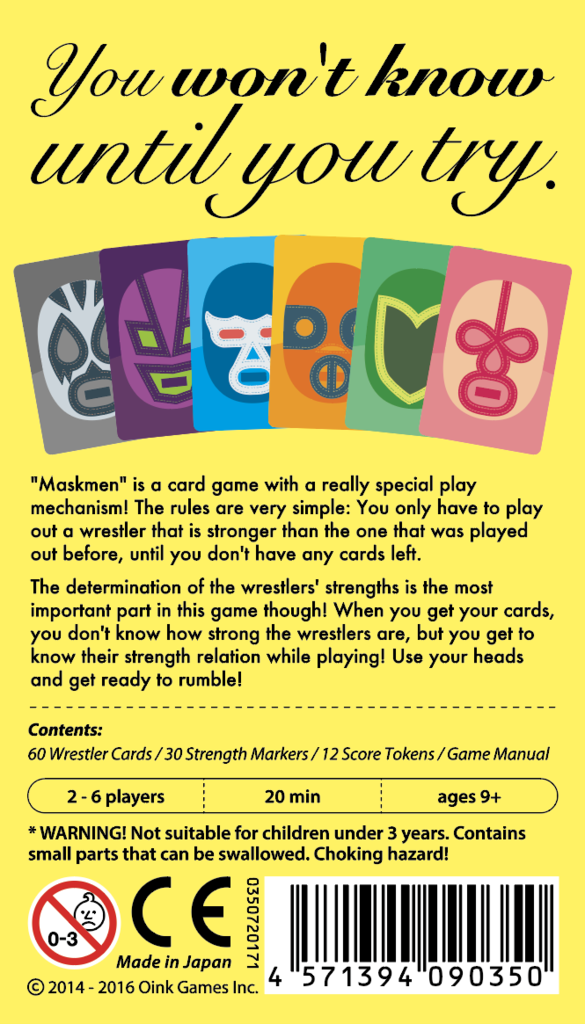 You won't know
until you try.
"Maskmen" is a card game with a really special play
mechanism! The rules are very simple: You only have to play
out a wrestler that is stronger than the one that was played
out before, until you don't have any cards left.
The determination of the wrestlers' strengths is the most
important part in this game though! When you get your cards,
you don't know how strong the wrestlers are, but you get to
know their strength relation while playing! Use your heads
and get ready to rumble!
Contents:
60 Wrestler Cards / 30 Strength Markers / 12 Score Tokens / Game Manual
2 - 6 players 20 min ages 9+
* WARNING! Not suitable for children under 3 years. Contains
small parts that can be swallowed. Choking hazard!
0-3
CE
Made in Japan
© 2014 - 2016 Oink Games Inc.
0350720171
4 571394 090350